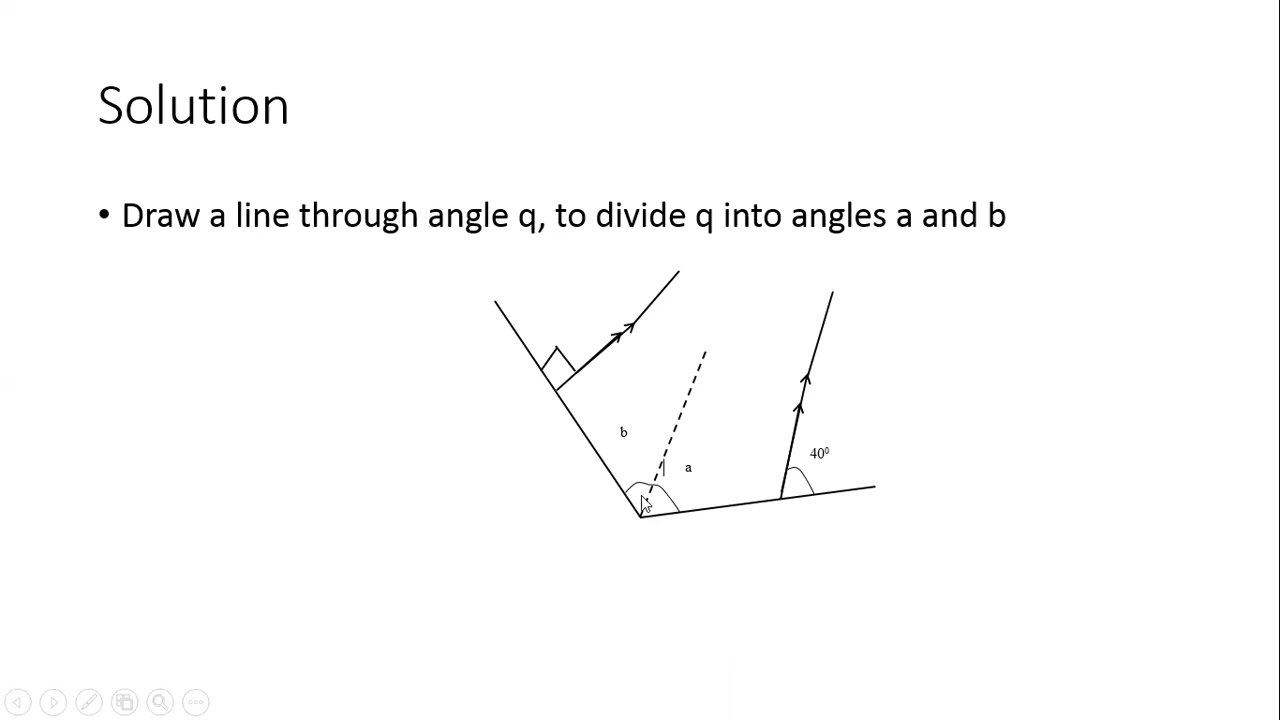 Solution
• Draw a line through angle q, to divide q into angles a and b
b
40⁰
a